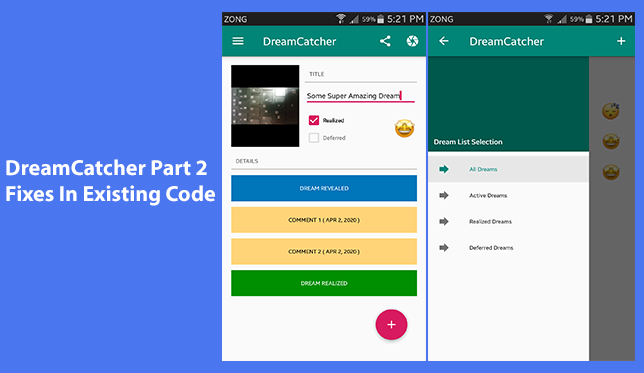 DreamCatcher Part 2
Fixes In Existing Code
ZONG 59% 5:21 PM
DreamCatcher
TITLE
Some Super Amazing Dream
Realized
Deferred
DETAILS
DREAM REVEALED
COMMENT 1 ( APR 2, 2020 )
COMMENT 2 ( APR 2, 2020 )
DREAM REALIZED
+
ZONG 59% 5:21 PM
DreamCatcher +
Dream List Selection
All Dreams
Active Dreams
Realized Dreams
Deferred Dreams